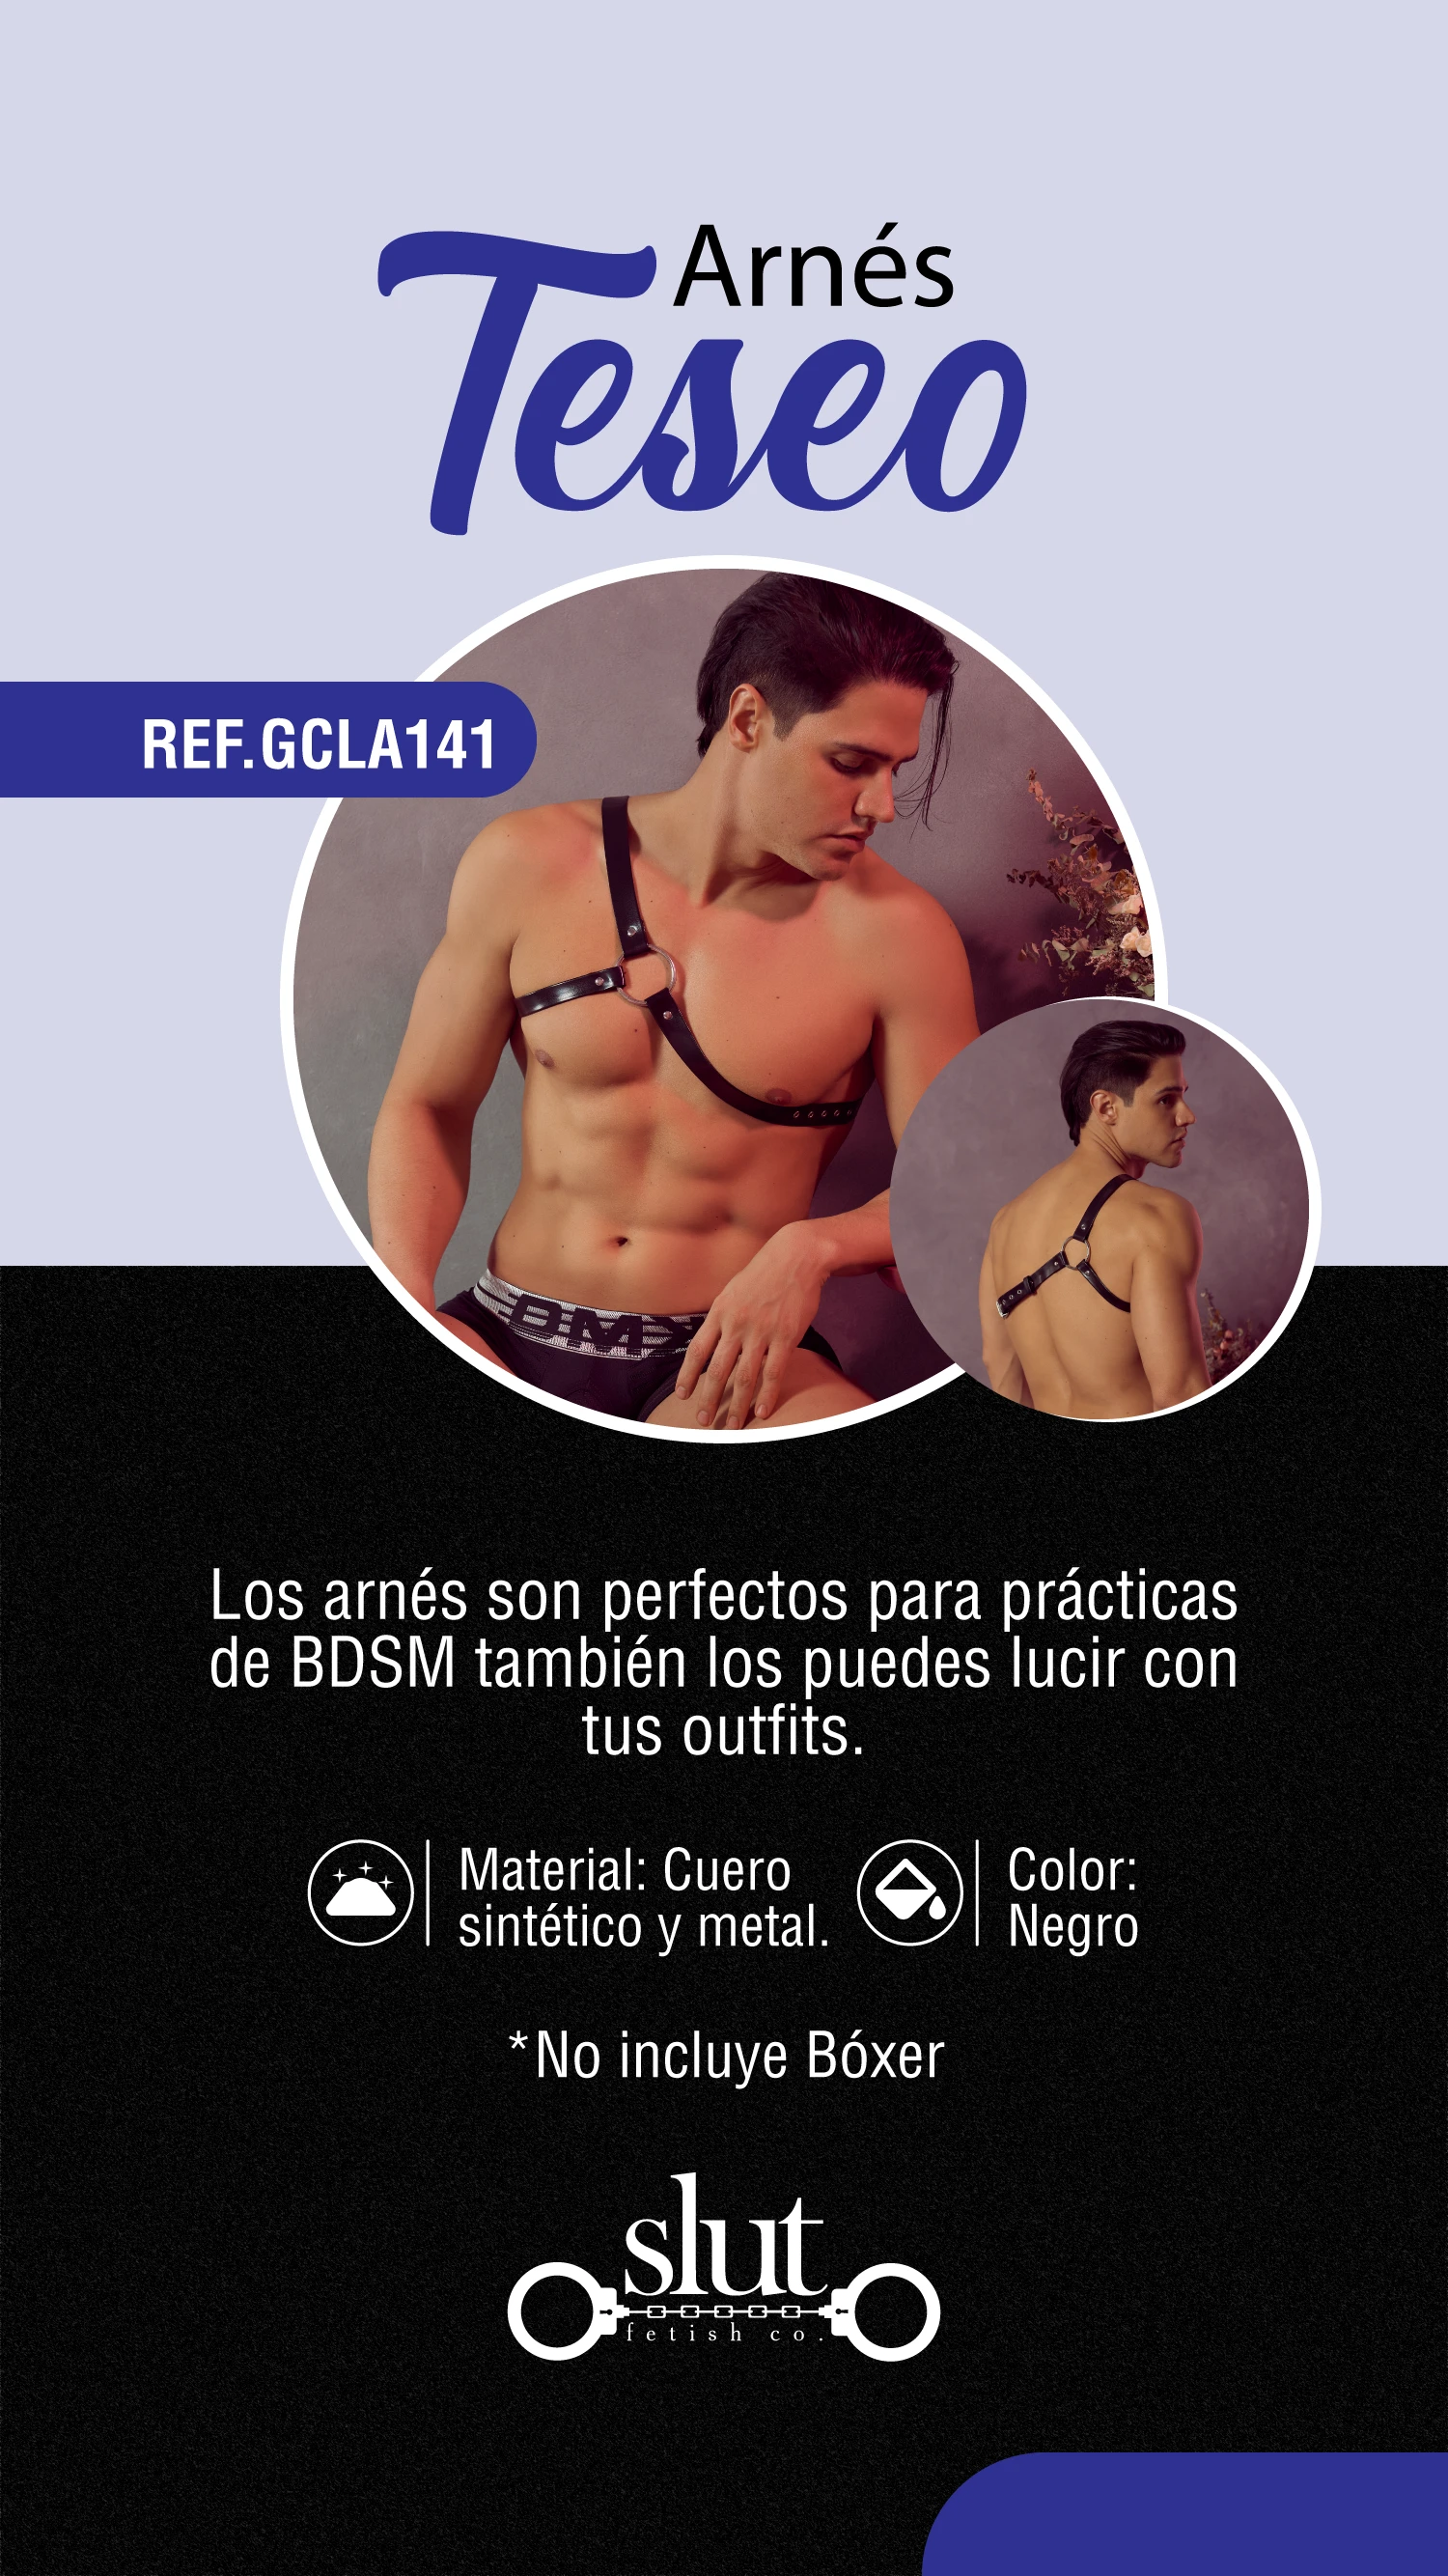 Arnés
Teseo
REF.GCLA141
BMX
Los arnés son perfectos para prácticas
de BDSM también los puedes lucir con
tus outfits.
Material: Cuero
sintético y metal.
Color:
Negro
*No incluye Bóxer
slut
fetish co.